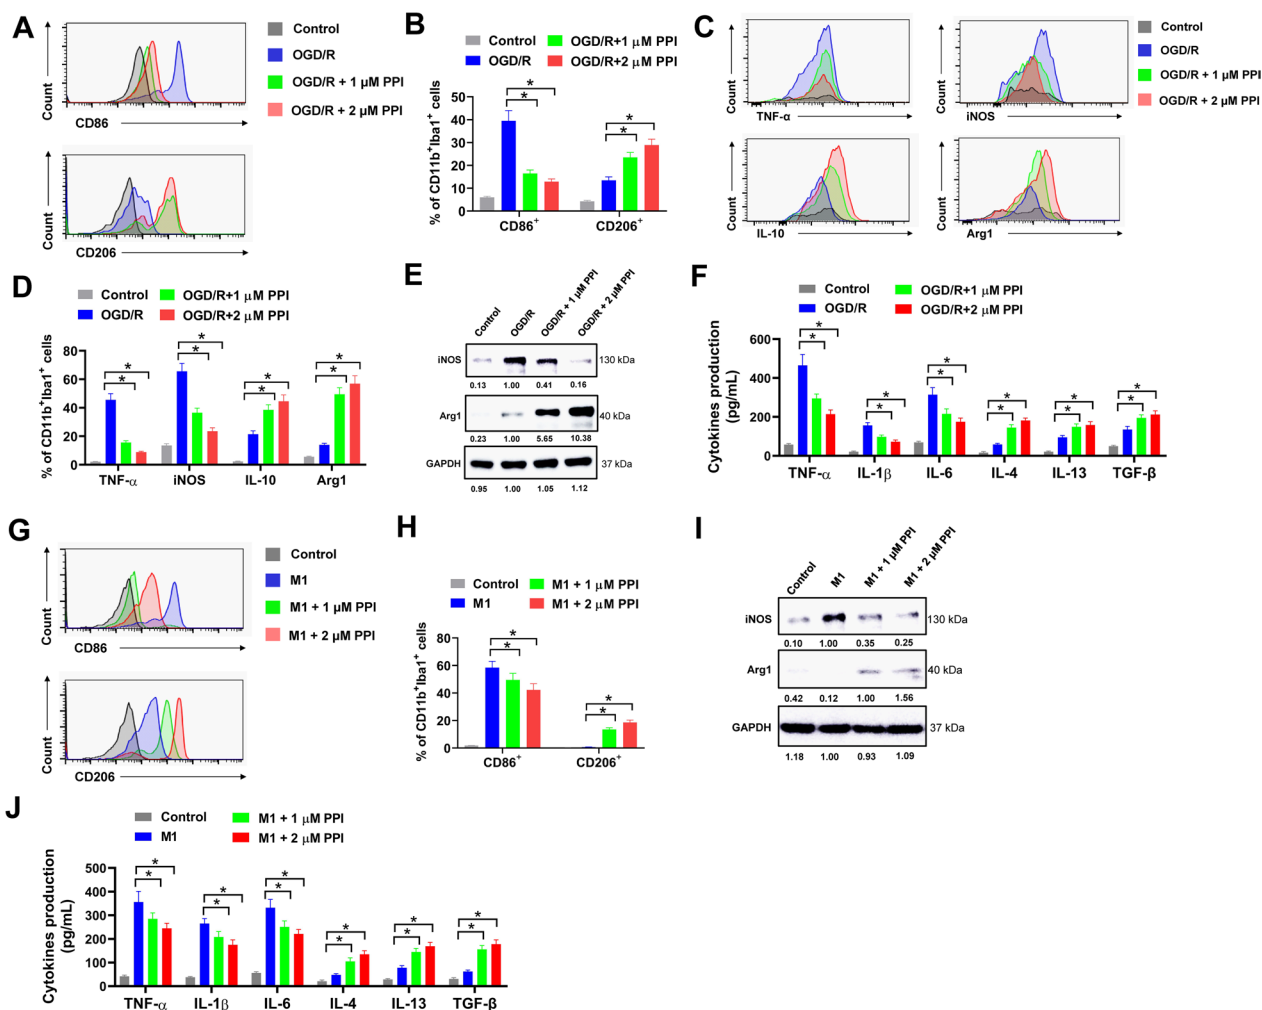 A
Count
CD86
Count
CD206
Control
OGD/R
OGD/R + 1 µM PPI
OGD/R + 2 µM PPI
B
Control
OGD/R+1 µM PPI
OGD/R
OGD/R+2 µM PPI
% of CD11b+Iba1+ cells
50
40
30
20
10
0
* * * *
CD86+ CD206+
C
Count
TNF-α
Count
iNOS
Count
IL-10
Count
Arg1
Control
OGD/R
OGD/R + 1 µM PPI
OGD/R + 2 µM PPI
D
Control
OGD/R+1 µM PPI
OGD/R
OGD/R+2 µM PPI
% of CD11b+Iba1+ cells
80
60
40
20
0
* * * * * * * *
TNF-α iNOS IL-10 Arg1
E
Control OGD/R OGD/R + 1 µM PPI OGD/R + 2 µM PPI
iNOS 130 kDa
0.13 1.00 0.41 0.16
Arg1 40 kDa
0.23 1.00 5.65 10.38
GAPDH 37 kDa
0.95 1.00 1.05 1.12
F
Control
OGD/R+1 µM PPI
OGD/R
OGD/R+2 µM PPI
Cytokines production
(pg/mL)
600
400
200
0
* * * * * * * * * * * *
TNF-α IL-1β IL-6 IL-4 IL-13 TGF-β
G
Count
CD86
Count
CD206
Control
M1
M1 + 1 µM PPI
M1 + 2 µM PPI
H
Control
M1 + 1 µM PPI
M1
M1 + 2 µM PPI
% of CD11b+Iba1+ cells
80
60
40
20
0
* * * *
CD86+ CD206+
I
Control M1 M1 + 1 µM PPI M1 + 2 µM PPI
iNOS 130 kDa
0.10 1.00 0.35 0.25
Arg1 40 kDa
0.42 0.12 1.00 1.56
GAPDH 37 kDa
1.18 1.00 0.93 1.09
J
Control
M1 + 1 µM PPI
M1
M1 + 2 µM PPI
Cytokines production
(pg/mL)
500
400
300
200
100
0
* * * * * * * * * * * *
TNF-α IL-1β IL-6 IL-4 IL-13 TGF-β